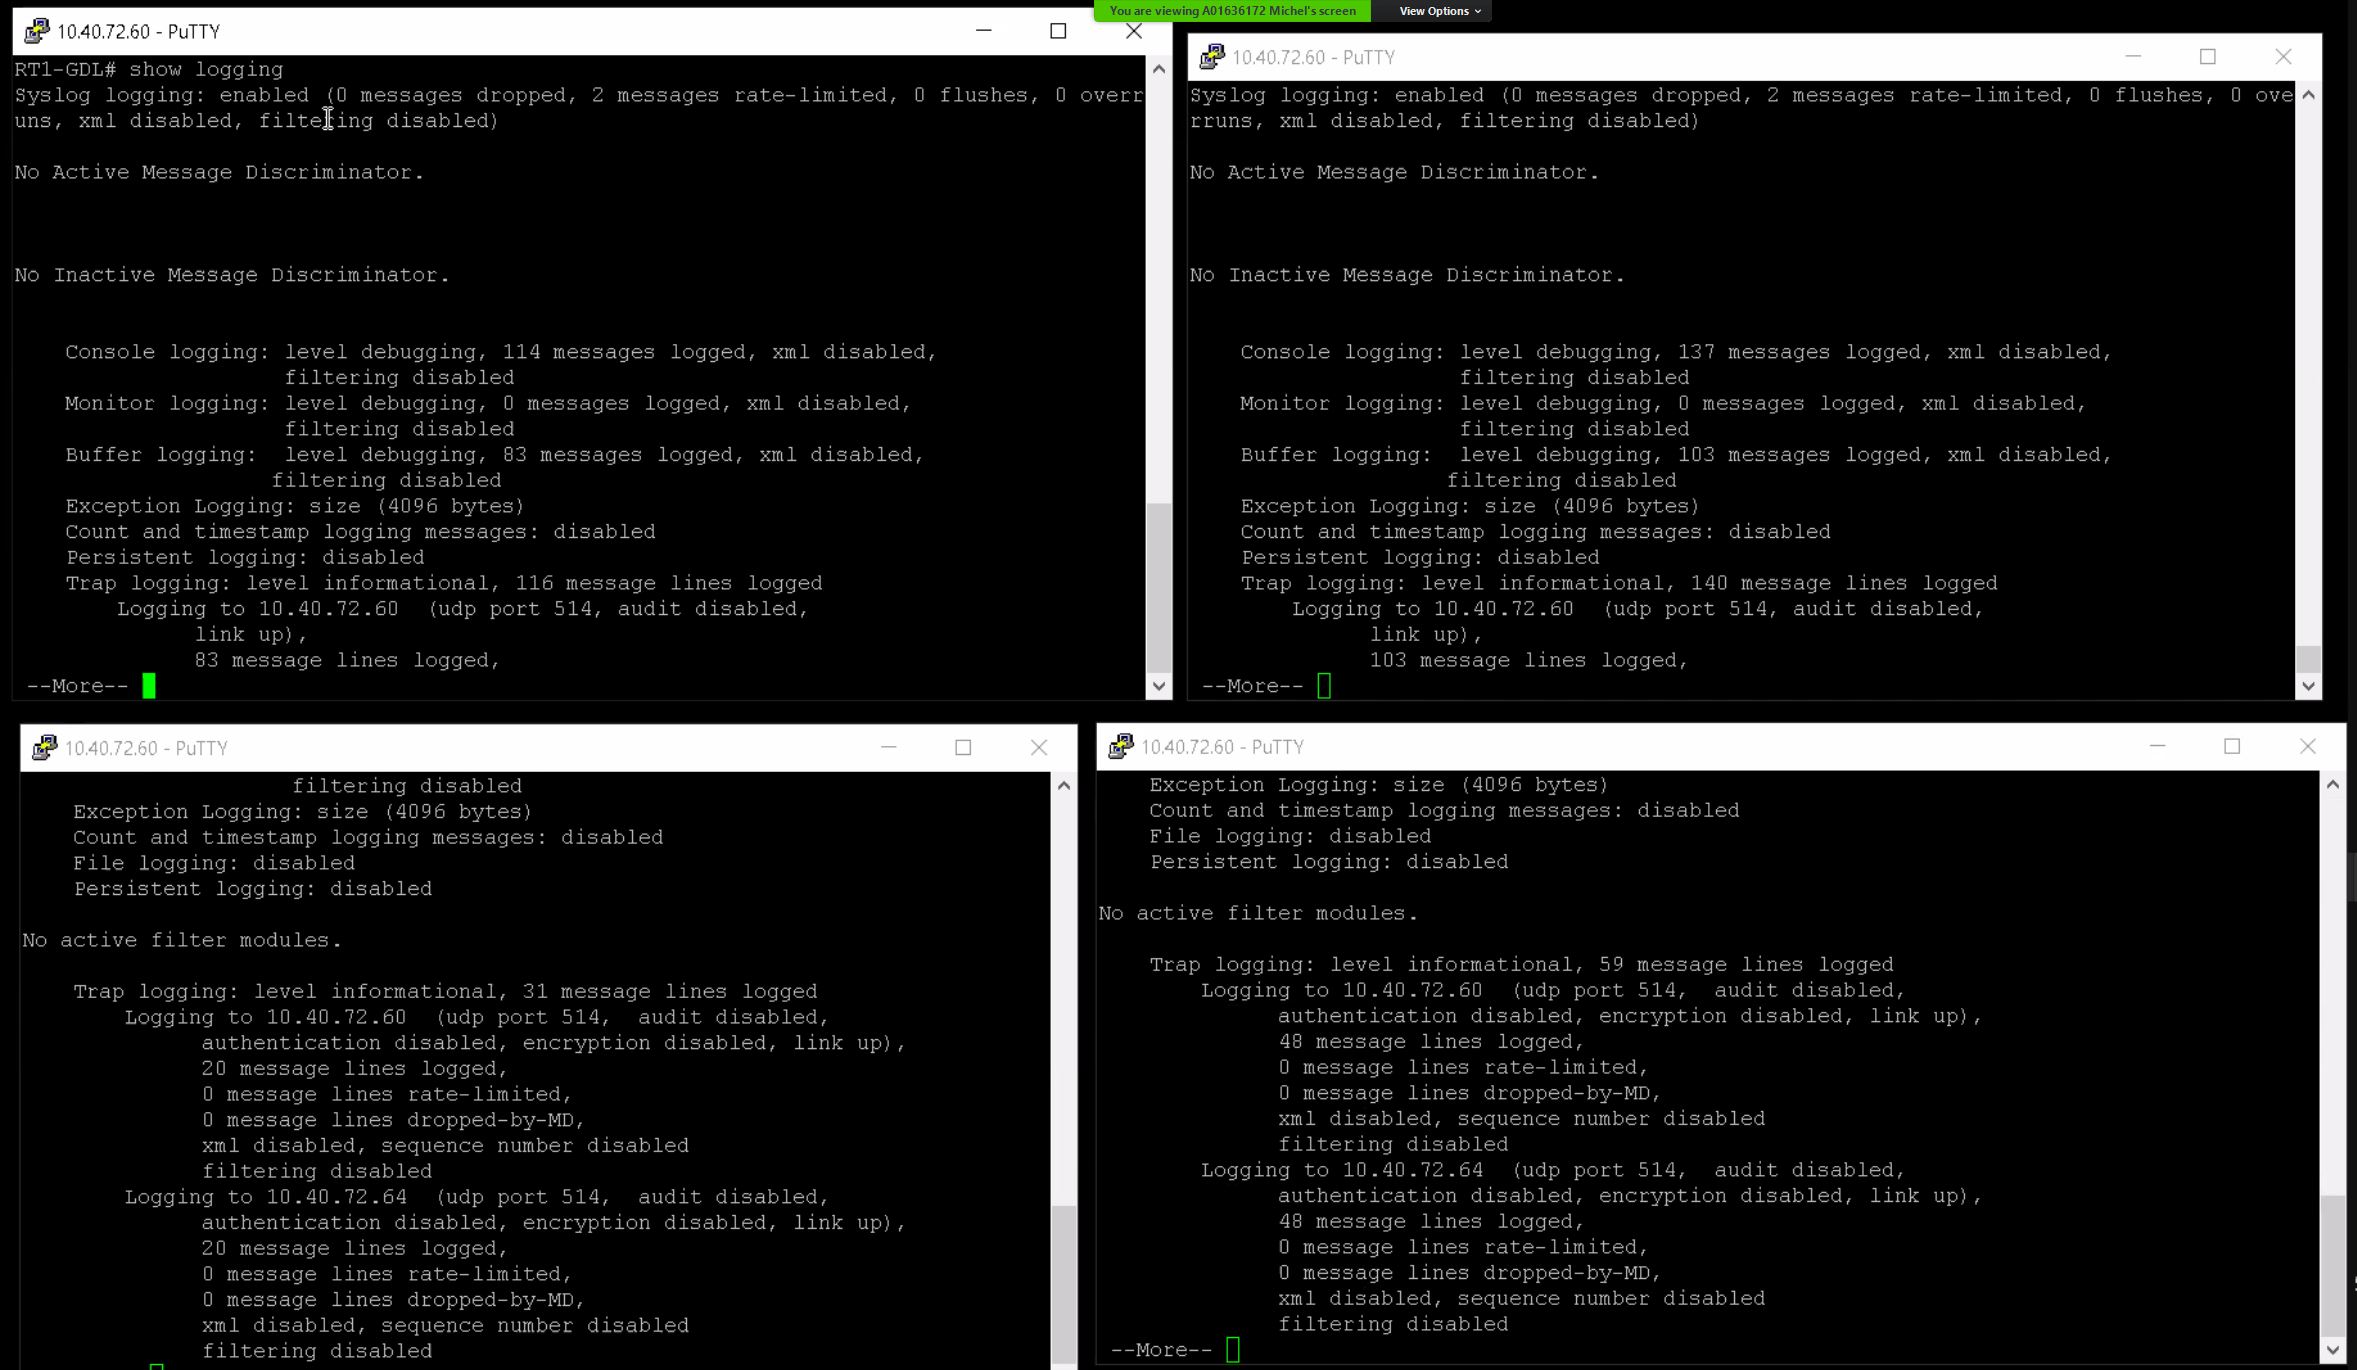 You are viewing A01636172 Michel's screen
View Options
10.40.72.60 - PuTTY
RT1-GDL# show logging
Syslog logging: enabled (0 messages dropped, 2 messages rate-limited, 0 flushes, 0 overr
uns, xml disabled, filtering disabled)
No Active Message Discriminator.
No Inactive Message Discriminator.
Console logging: level debugging, 114 messages logged, xml disabled,
filtering disabled
Monitor logging: level debugging, 0 messages logged, xml disabled,
filtering disabled
Buffer logging:  level debugging, 83 messages logged, xml disabled,
filtering disabled
Exception Logging: size (4096 bytes)
Count and timestamp logging messages: disabled
Persistent logging: disabled
Trap logging: level informational, 116 message lines logged
Logging to 10.40.72.60  (udp port 514, audit disabled,
link up),
83 message lines logged,
--More--
10.40.72.60 - PuTTY
Syslog logging: enabled (0 messages dropped, 2 messages rate-limited, 0 flushes, 0 ove
rruns, xml disabled, filtering disabled)
No Active Message Discriminator.
No Inactive Message Discriminator.
Console logging: level debugging, 137 messages logged, xml disabled,
filtering disabled
Monitor logging: level debugging, 0 messages logged, xml disabled,
filtering disabled
Buffer logging:  level debugging, 103 messages logged, xml disabled,
filtering disabled
Exception Logging: size (4096 bytes)
Count and timestamp logging messages: disabled
Persistent logging: disabled
Trap logging: level informational, 140 message lines logged
Logging to 10.40.72.60  (udp port 514, audit disabled,
link up),
103 message lines logged,
--More--
10.40.72.60 - PuTTY
filtering disabled
Exception Logging: size (4096 bytes)
Count and timestamp logging messages: disabled
File logging: disabled
Persistent logging: disabled
No active filter modules.
Trap logging: level informational, 31 message lines logged
Logging to 10.40.72.60  (udp port 514,  audit disabled,
authentication disabled, encryption disabled, link up),
20 message lines logged,
0 message lines rate-limited,
0 message lines dropped-by-MD,
xml disabled, sequence number disabled
filtering disabled
Logging to 10.40.72.64  (udp port 514,  audit disabled,
authentication disabled, encryption disabled, link up),
20 message lines logged,
0 message lines rate-limited,
0 message lines dropped-by-MD,
xml disabled, sequence number disabled
filtering disabled
10.40.72.60 - PuTTY
Exception Logging: size (4096 bytes)
Count and timestamp logging messages: disabled
File logging: disabled
Persistent logging: disabled
No active filter modules.
Trap logging: level informational, 59 message lines logged
Logging to 10.40.72.60  (udp port 514,  audit disabled,
authentication disabled, encryption disabled, link up),
48 message lines logged,
0 message lines rate-limited,
0 message lines dropped-by-MD,
xml disabled, sequence number disabled
filtering disabled
Logging to 10.40.72.64  (udp port 514,  audit disabled,
authentication disabled, encryption disabled, link up),
48 message lines logged,
0 message lines rate-limited,
0 message lines dropped-by-MD,
xml disabled, sequence number disabled
filtering disabled
--More--